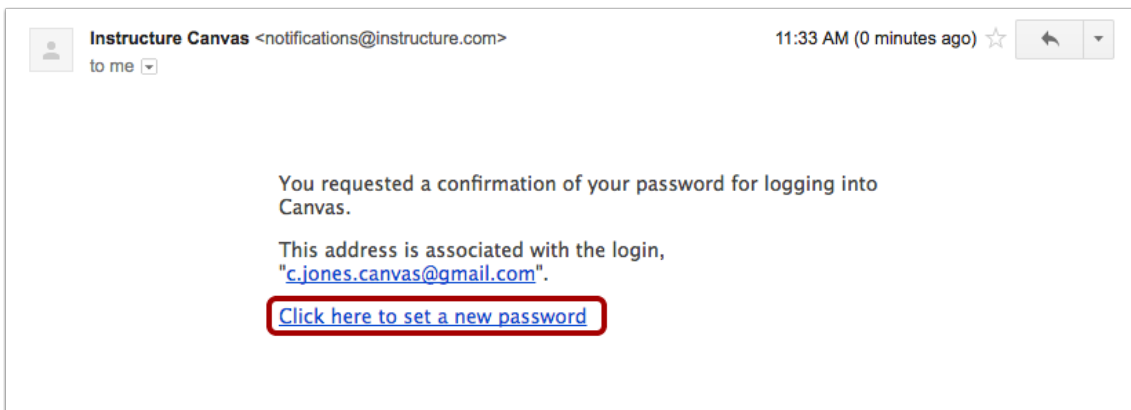 Instructure Canvas <notifications@instructure.com> 11:33 AM (0 minutes ago)
to me
You requested a confirmation of your password for logging into
Canvas.
This address is associated with the login,
"c.jones.canvas@gmail.com".
Click here to set a new password